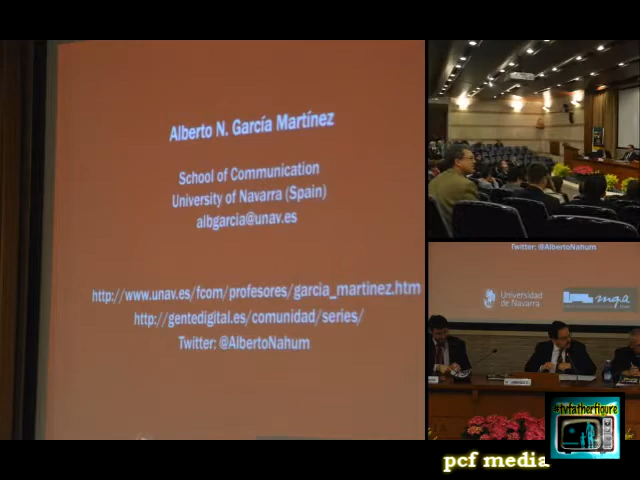 Alberto N. García Martínez
School of Communication
University of Navarra (Spain)
albgarcia@unav.es
http://www.unav.es/fcom/profesores/garcia_martinez.htm
http://gentedigital.es/comunidad/series/
Twitter: @AlbertoNahum
Twitter: @AlbertoNahum
Universidad
de Navarra
mga
#tvfatherfigure
pcf media